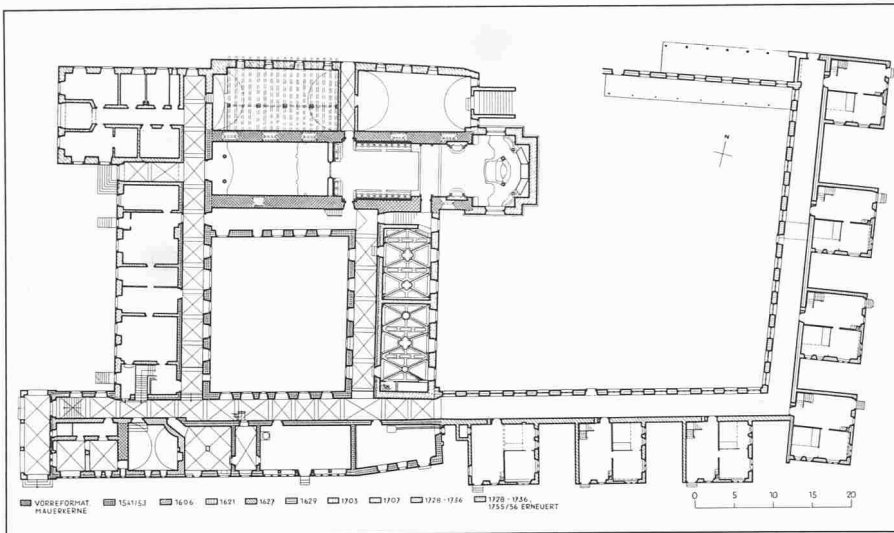 N
VORREFORMAT. MAUERKERNE
1541/53
1606
1621
1627
1629
1703
1707
1728 - 1736
1728 - 1736, 1755/56 ERNEUERT
0 5 10 15 20